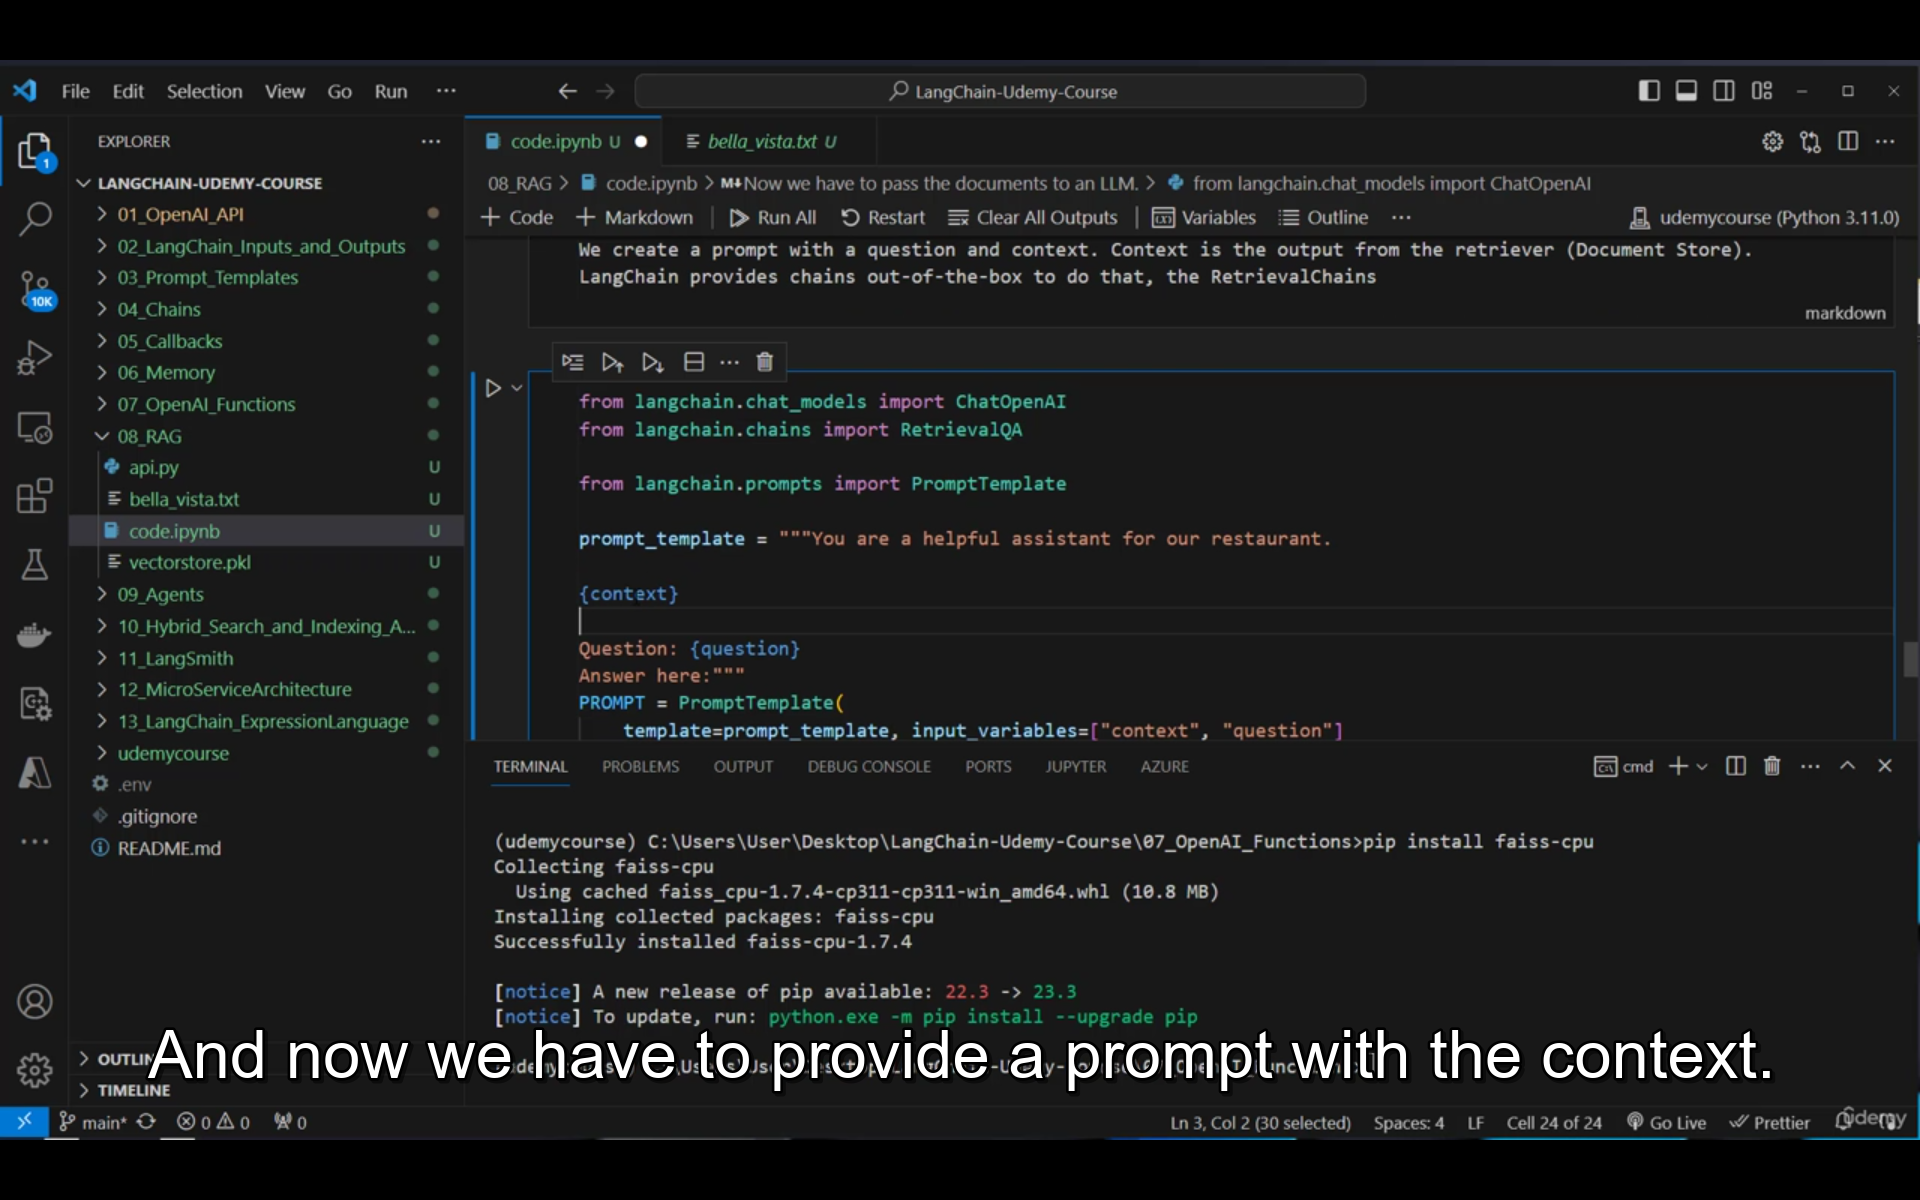 File Edit Selection View Go Run ···
LangChain-Udemy-Course
EXPLORER
code.ipynb U
bella_vista.txt U
1
LANGCHAIN-UDEMY-COURSE
08_RAG > code.ipynb > M↓Now we have to pass the documents to an LLM. > from langchain.chat_models import ChatOpenAI
+ Code + Markdown | Run All Restart Clear All Outputs | Variables Outline ···
udemycourse (Python 3.11.0)
01_OpenAI_API
02_LangChain_Inputs_and_Outputs
03_Prompt_Templates
10K
04_Chains
05_Callbacks
06_Memory
07_OpenAI_Functions
08_RAG
api.py U
bella_vista.txt U
code.ipynb U
vectorstore.pkl U
09_Agents
10_Hybrid_Search_and_Indexing_A...
11_LangSmith
12_MicroServiceArchitecture
13_LangChain_ExpressionLanguage
udemycourse
.env
.gitignore
README.md
OUTLIN
TIMELINE
We create a prompt with a question and context. Context is the output from the retriever (Document Store).
LangChain provides chains out-of-the-box to do that, the RetrievalChains
markdown
from langchain.chat_models import ChatOpenAI
from langchain.chains import RetrievalQA
from langchain.prompts import PromptTemplate
prompt_template = """You are a helpful assistant for our restaurant.
{context}
Question: {question}
Answer here:"""
PROMPT = PromptTemplate(
template=prompt_template, input_variables=["context", "question"]
TERMINAL PROBLEMS OUTPUT DEBUG CONSOLE PORTS JUPYTER AZURE
cmd
(udemycourse) C:\Users\User\Desktop\LangChain-Udemy-Course\07_OpenAI_Functions>pip install faiss-cpu
Collecting faiss-cpu
Using cached faiss_cpu-1.7.4-cp311-cp311-win_amd64.whl (10.8 MB)
Installing collected packages: faiss-cpu
Successfully installed faiss-cpu-1.7.4
[notice] A new release of pip available: 22.3 -> 23.3
[notice] To update, run: python.exe -m pip install --upgrade pip
And now we have to provide a prompt with the context.
main* 0 0 0
Ln 3, Col 2 (30 selected) Spaces: 4 LF Cell 24 of 24 Go Live Prettier
udemy